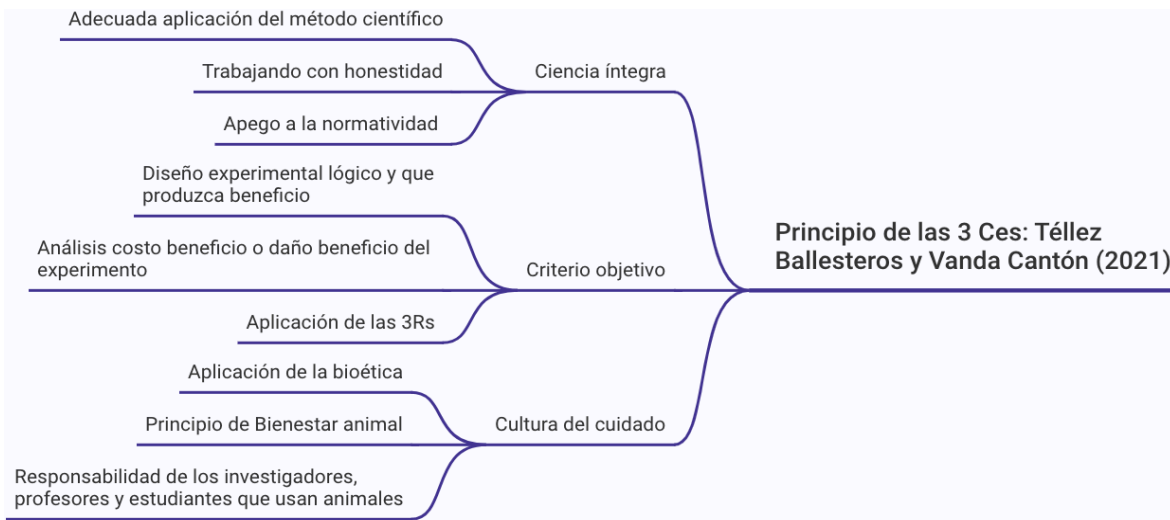 Adecuada aplicación del método científico
Trabajando con honestidad
Ciencia íntegra
Apego a la normatividad
Diseño experimental lógico y que
produzca beneficio
Análisis costo beneficio o daño beneficio del
experimento
Criterio objetivo
Aplicación de las 3Rs
Principio de las 3 Ces: Téllez
Ballesteros y Vanda Cantón (2021)
Aplicación de la bioética
Principio de Bienestar animal
Cultura del cuidado
Responsabilidad de los investigadores,
profesores y estudiantes que usan animales